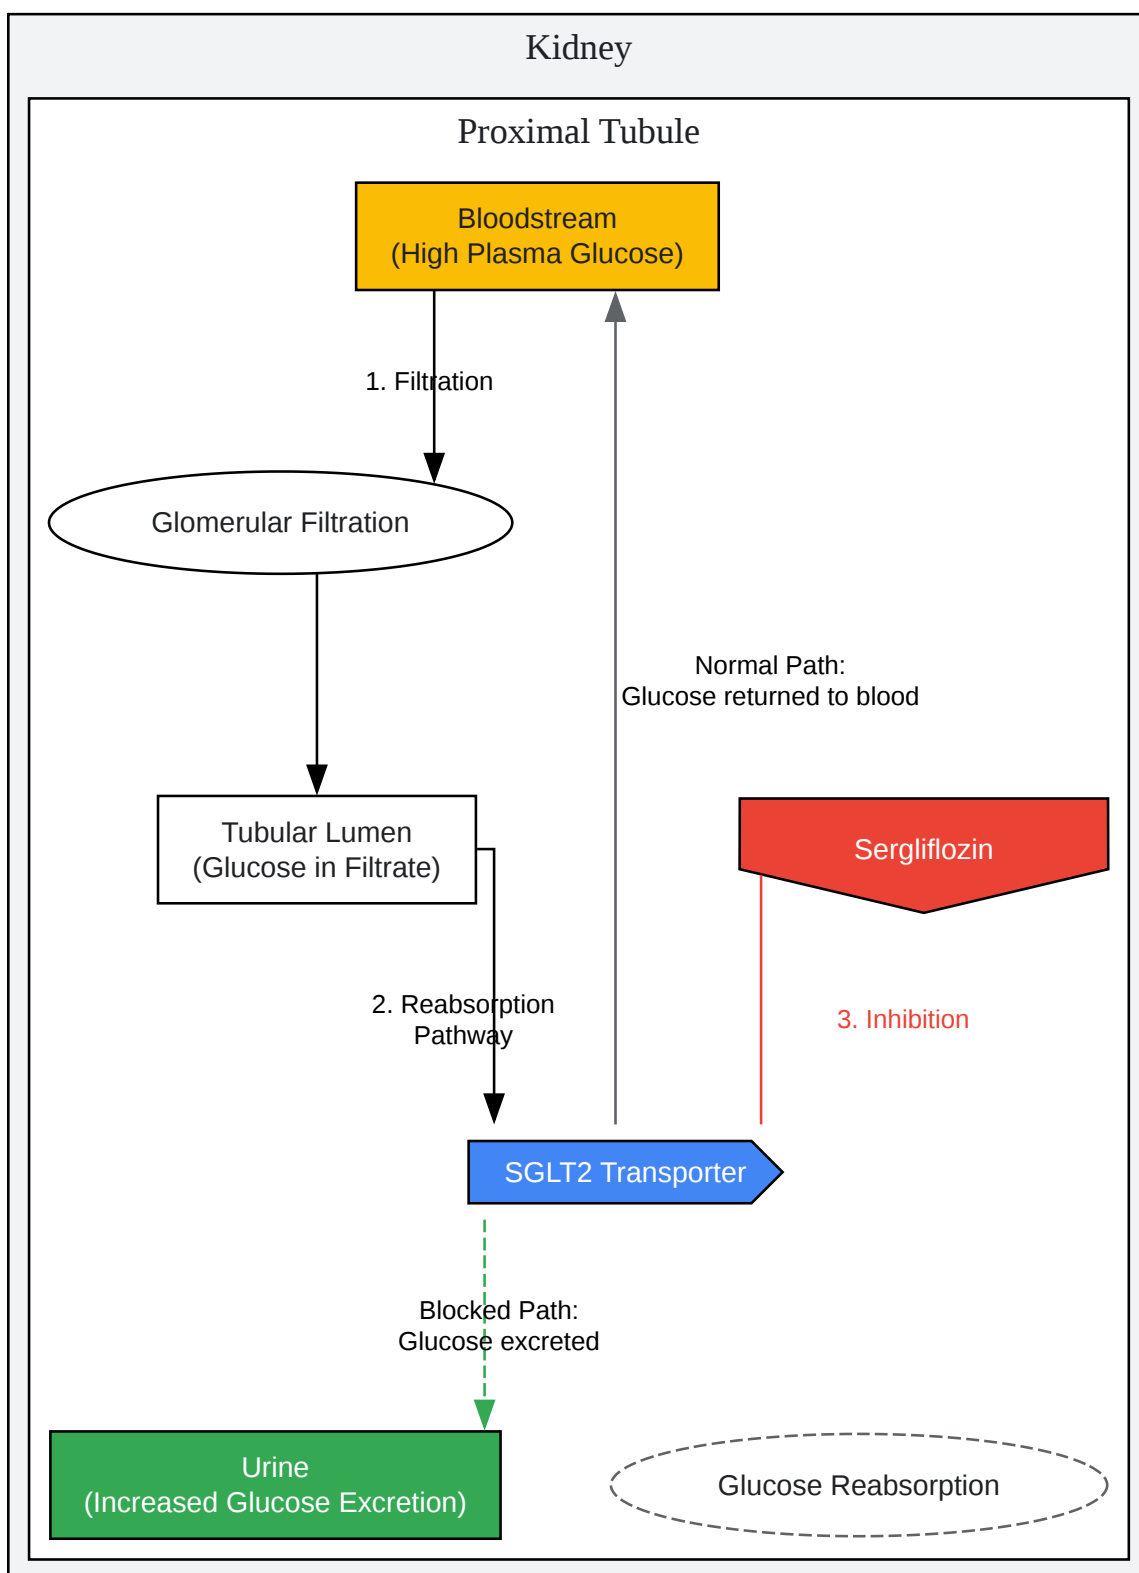 Kidney
Proximal Tubule
Bloodstream
(High Plasma Glucose)
1. Filtration
Glomerular Filtration
Normal Path:
Glucose returned to blood
Tubular Lumen
(Glucose in Filtrate)
Sergliflozin
2. Reabsorption
Pathway
3. Inhibition
SGLT2 Transporter
Blocked Path:
Glucose excreted
Urine
(Increased Glucose Excretion)
Glucose Reabsorption